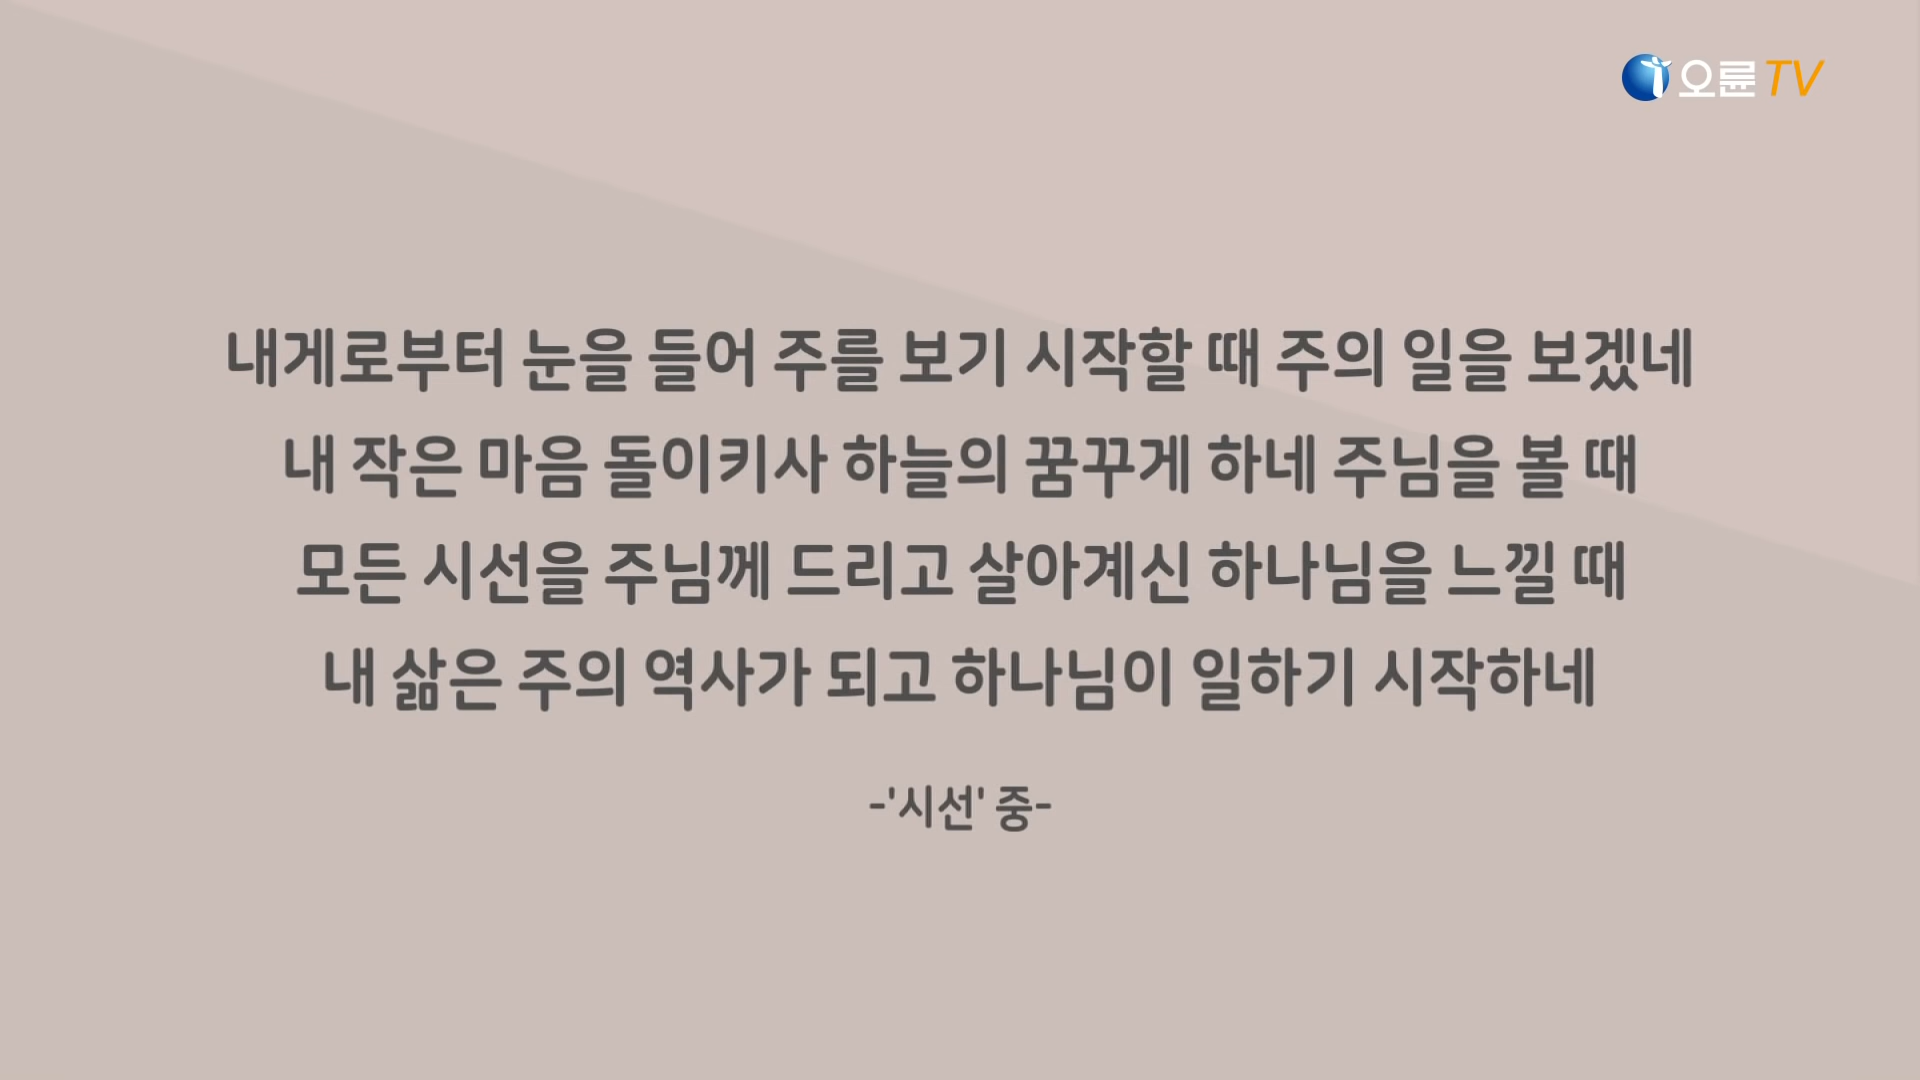 오륜 TV
내게로부터 눈을 들어 주를 보기 시작할 때 주의 일을 보겠네
내 작은 마음 돌이키사 하늘의 꿈꾸게 하네 주님을 볼 때
모든 시선을 주님께 드리고 살아계신 하나님을 느낄 때
내 삶은 주의 역사가 되고 하나님이 일하기 시작하네
-'시선' 중-